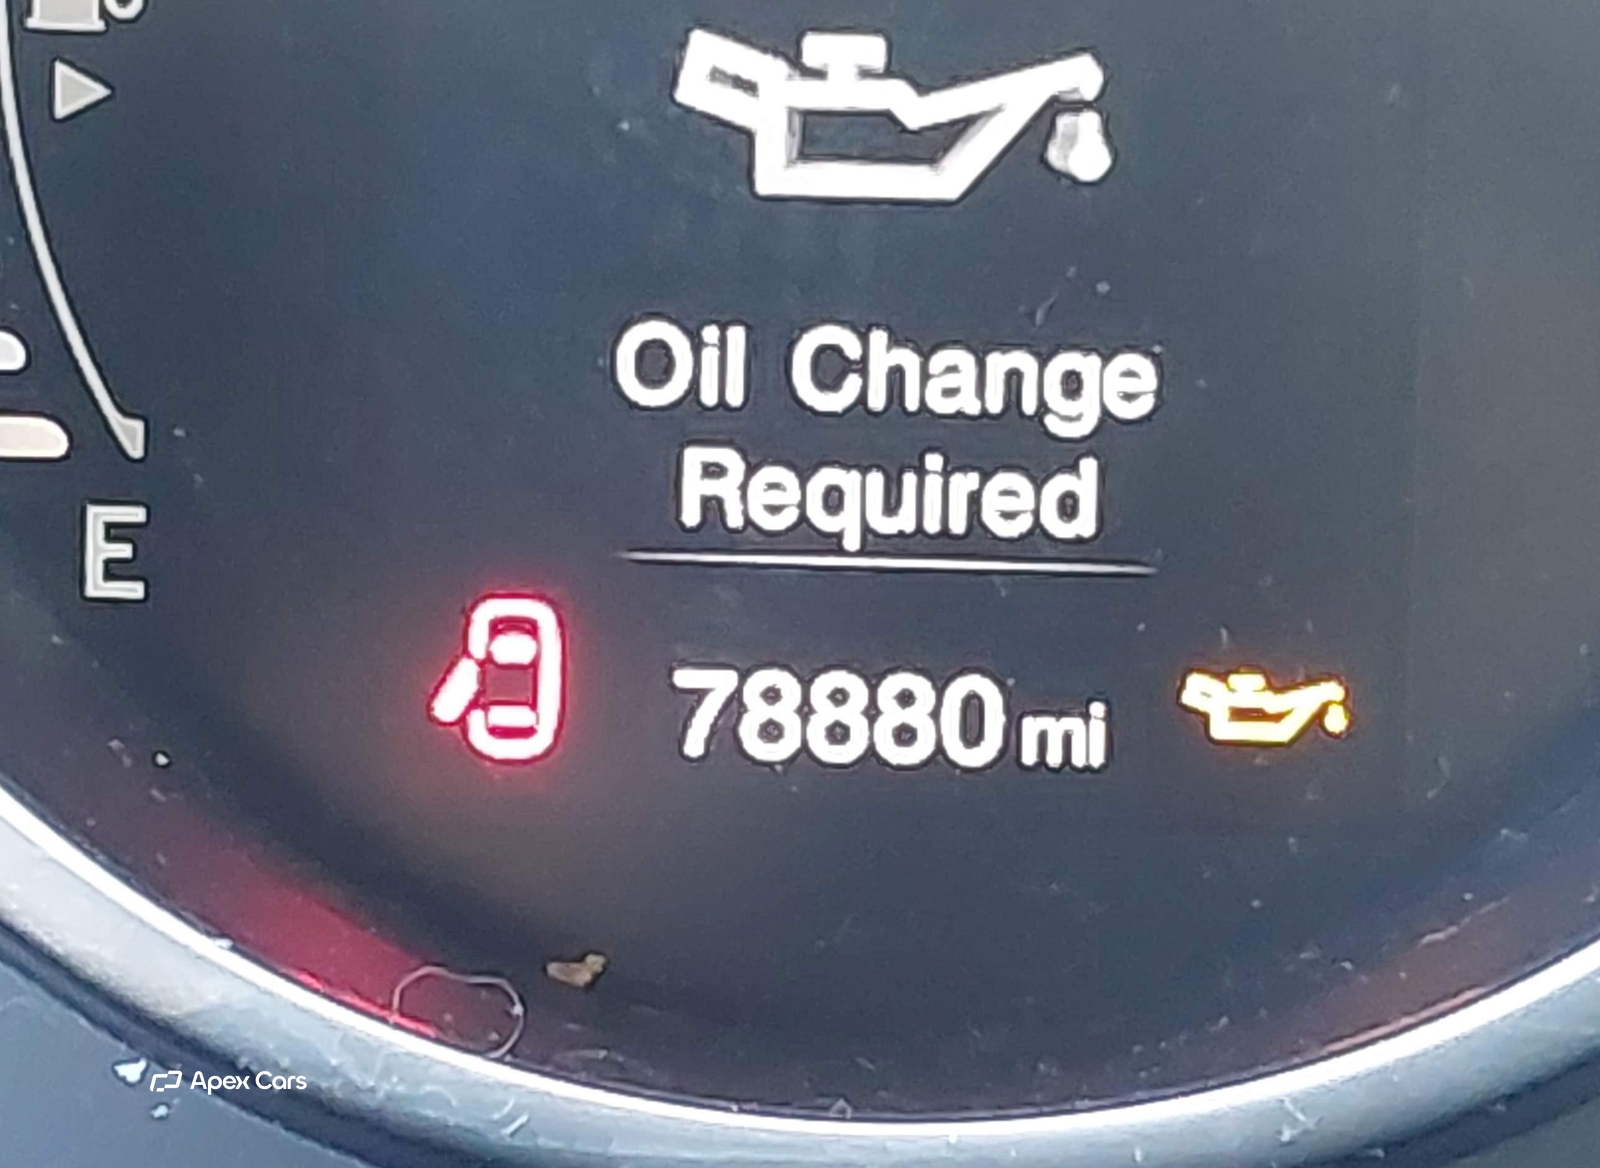 Oil Change
Required
E
78880 mi
Apex Cars